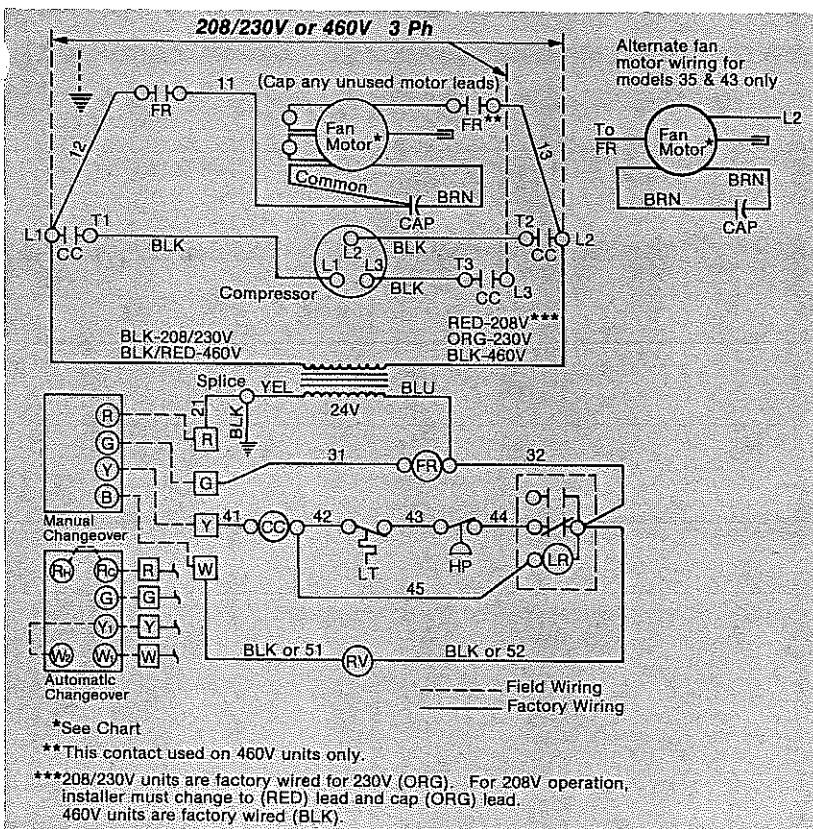 208/230V or 460V 3 Ph
Alternate fan
motor wiring for
models 35 & 43 only
11
(Cap any unused motor leads)
FR
FR**
Fan
Motor*
12
13
Common
BRN
CAP
To
FR
Fan
Motor*
L2
BRN
BRN
CAP
L1
T1
CC
BLK
L2
BLK
T2
CC
L2
L1
L3
BLK
T3
CC
L3
Compressor
BLK-208/230V
BLK/RED-460V
RED-208V***
ORG-230V
BLK-460V
Splice
YEL
BLU
24V
21
BLK
R
G
Y
B
R
G
Y
W
31
FR
32
41
CC
42
43
44
LT
HP
LR
45
Manual
Changeover
RH
RC
R
G
G
Y1
Y
W2
W1
W
Automatic
Changeover
BLK or 51
RV
BLK or 52
Field Wiring
Factory Wiring
*See Chart
**This contact used on 460V units only.
***208/230V units are factory wired for 230V (ORG). For 208V operation,
installer must change to (RED) lead and cap (ORG) lead.
460V units are factory wired (BLK).